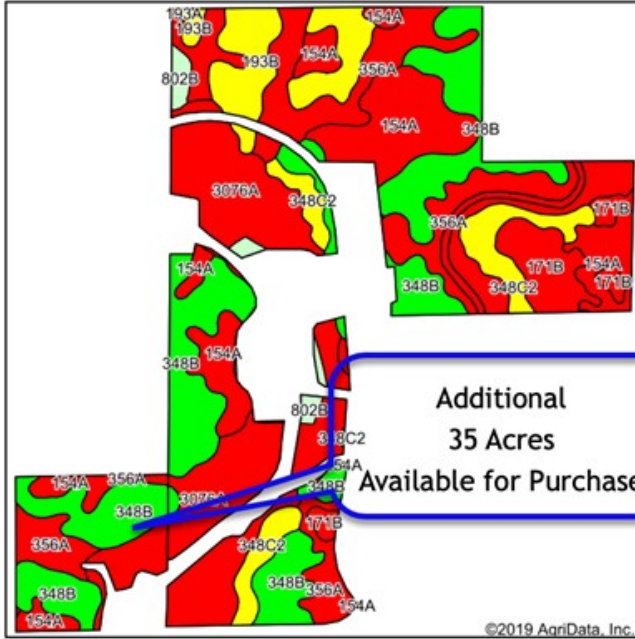 193A
193B
154A
193B
154A
802B
356A
154A
348B
3076A
348C2
356A
171B
171B
154A
171B
348B
348C2
154A
348B
154A
802B
348C2
154A
348B
Additional
35 Acres
Available for Purchase
154A
356A
348B
3076A
356A
348B
154A
348C2
171B
348B
356A
154A
©2019 AgriData, Inc.